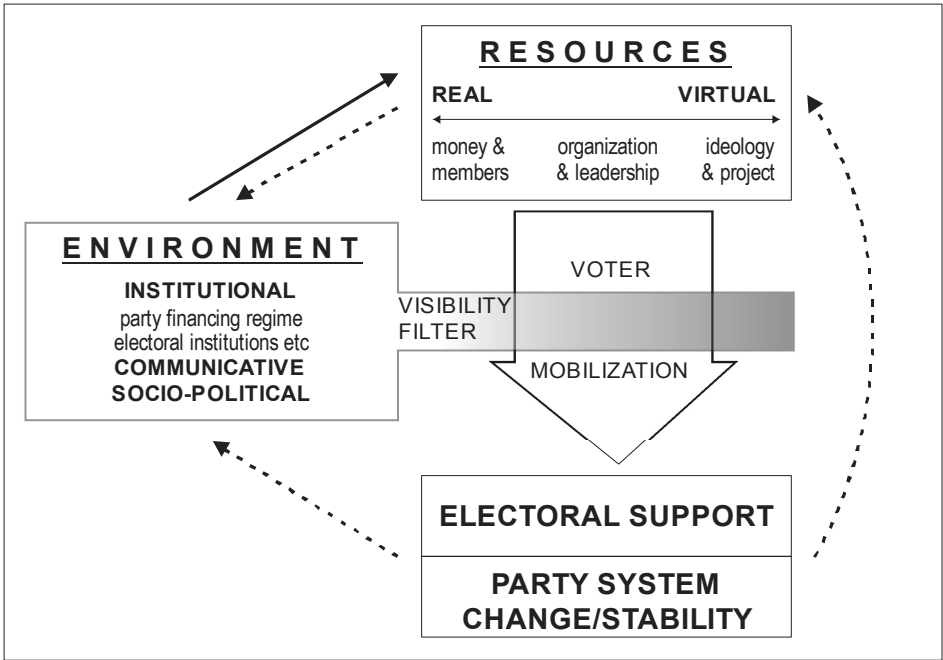 RESOURCES
REAL VIRTUAL
money & organization ideology
members & leadership & project
ENVIRONMENT
INSTITUTIONAL
party financing regime
electoral institutions etc
COMMUNICATIVE
SOCIO-POLITICAL
VISIBILITY
FILTER
VOTER
MOBILIZATION
ELECTORAL SUPPORT
PARTY SYSTEM
CHANGE/STABILITY